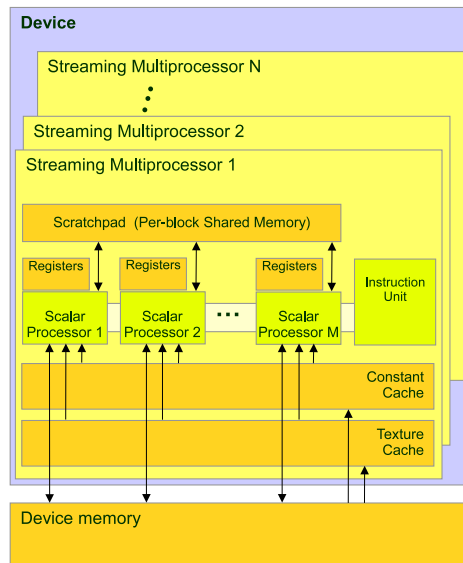 Device
Streaming Multiprocessor N
Streaming Multiprocessor 2
Streaming Multiprocessor 1
Scratchpad (Per-block Shared Memory)
Registers
Registers
Registers
Instruction
Unit
Scalar
Processor 1
Scalar
Processor 2
...
Scalar
Processor M
Constant
Cache
Texture
Cache
Device memory